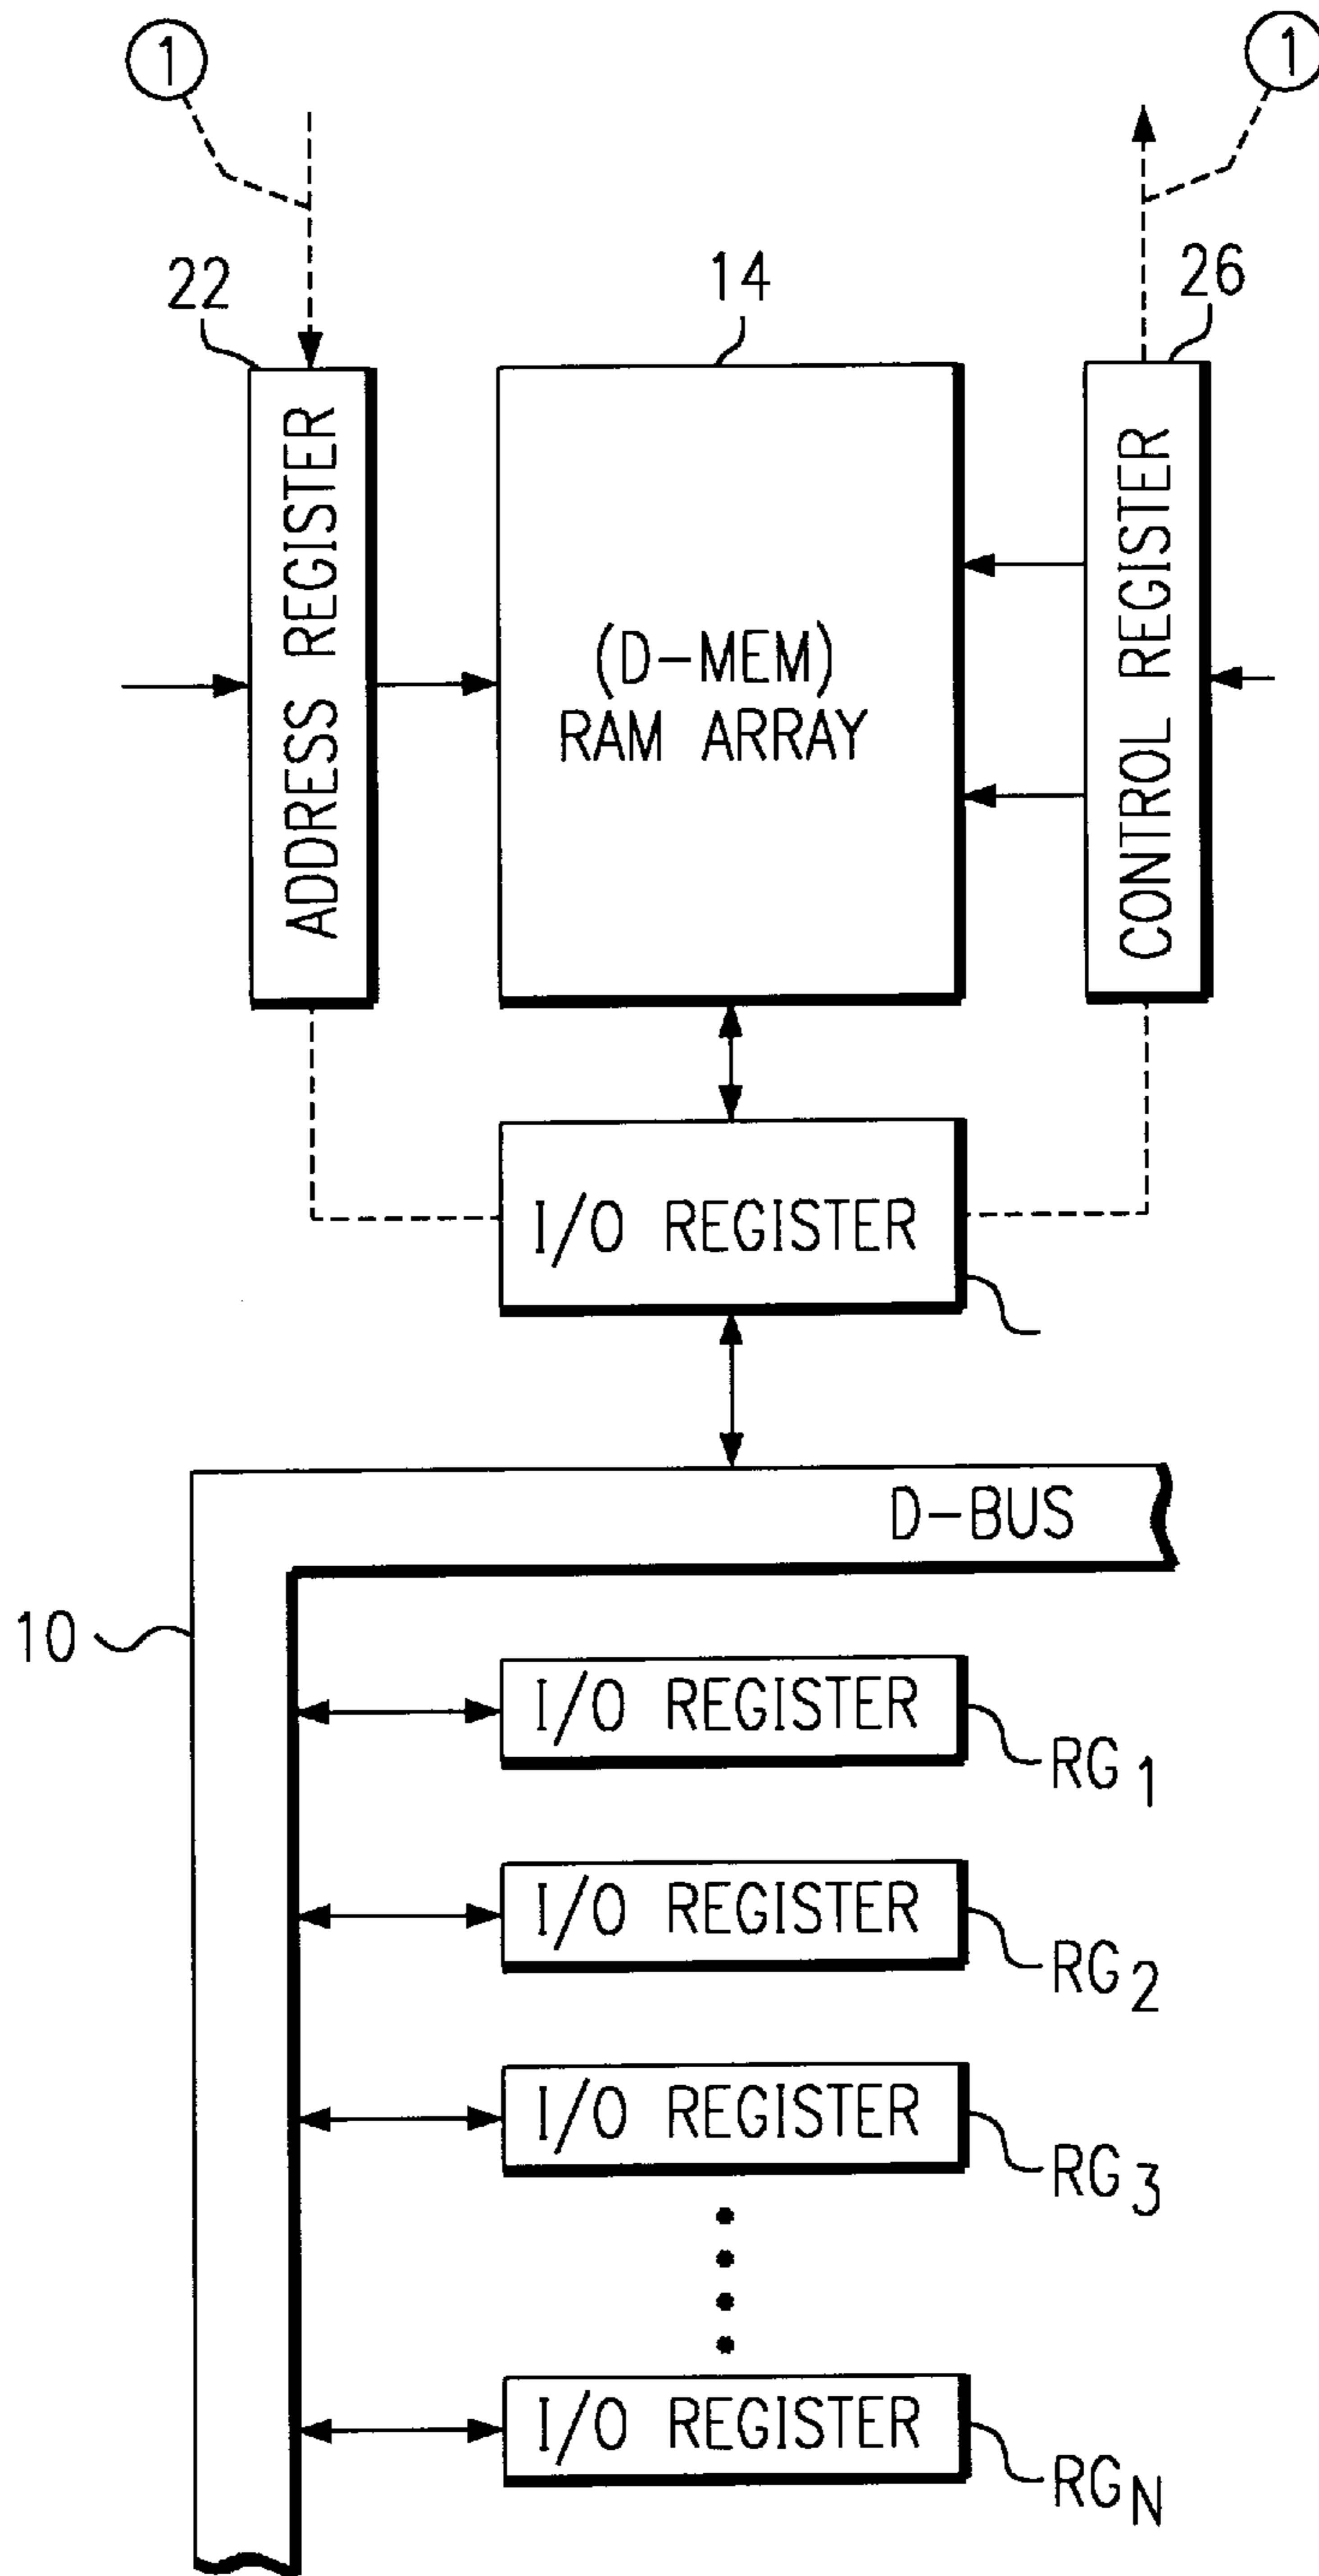 1
1
22
14
26
ADDRESS REGISTER
(D-MEM)
RAM ARRAY
CONTROL REGISTER
I/O REGISTER
D-BUS
10
I/O REGISTER
RG1
I/O REGISTER
RG2
I/O REGISTER
RG3
I/O REGISTER
RGN